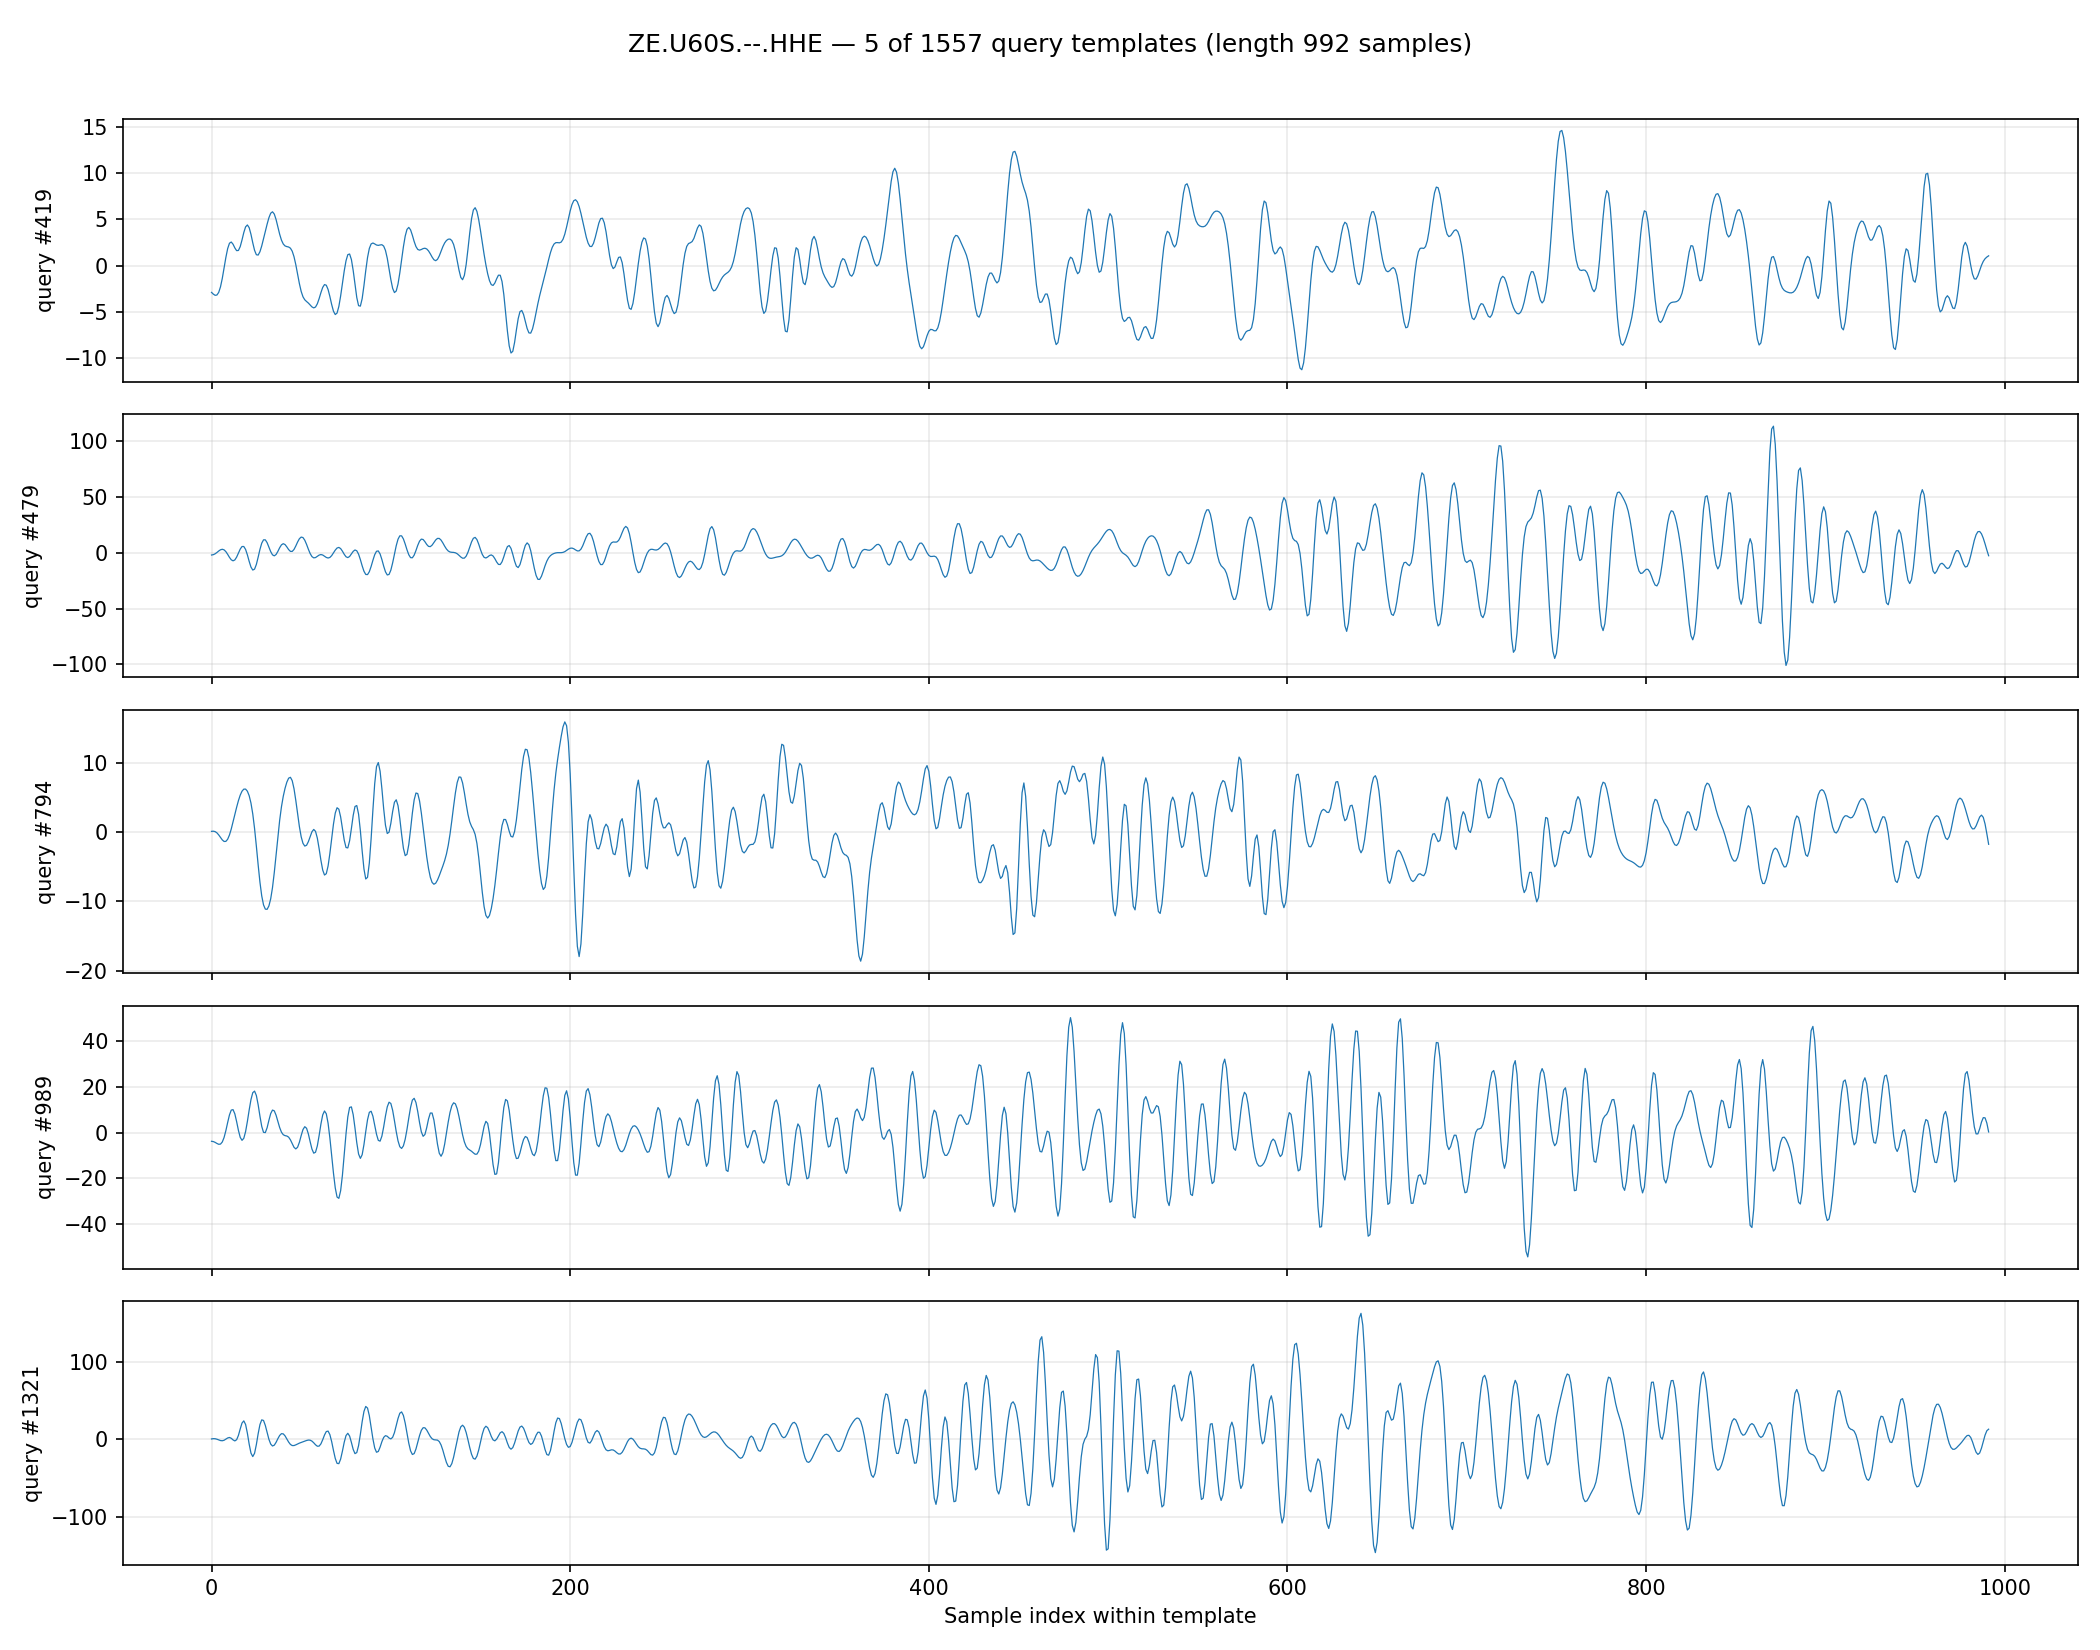 ZE.U60S.--.HHE — 5 of 1557 query templates (length 992 samples)
15
10
5
0
−5
−10
query #419
100
50
0
−50
−100
query #479
10
0
−10
−20
query #794
40
20
0
−20
−40
query #989
100
0
−100
query #1321
0 200 400 600 800 1000
Sample index within template